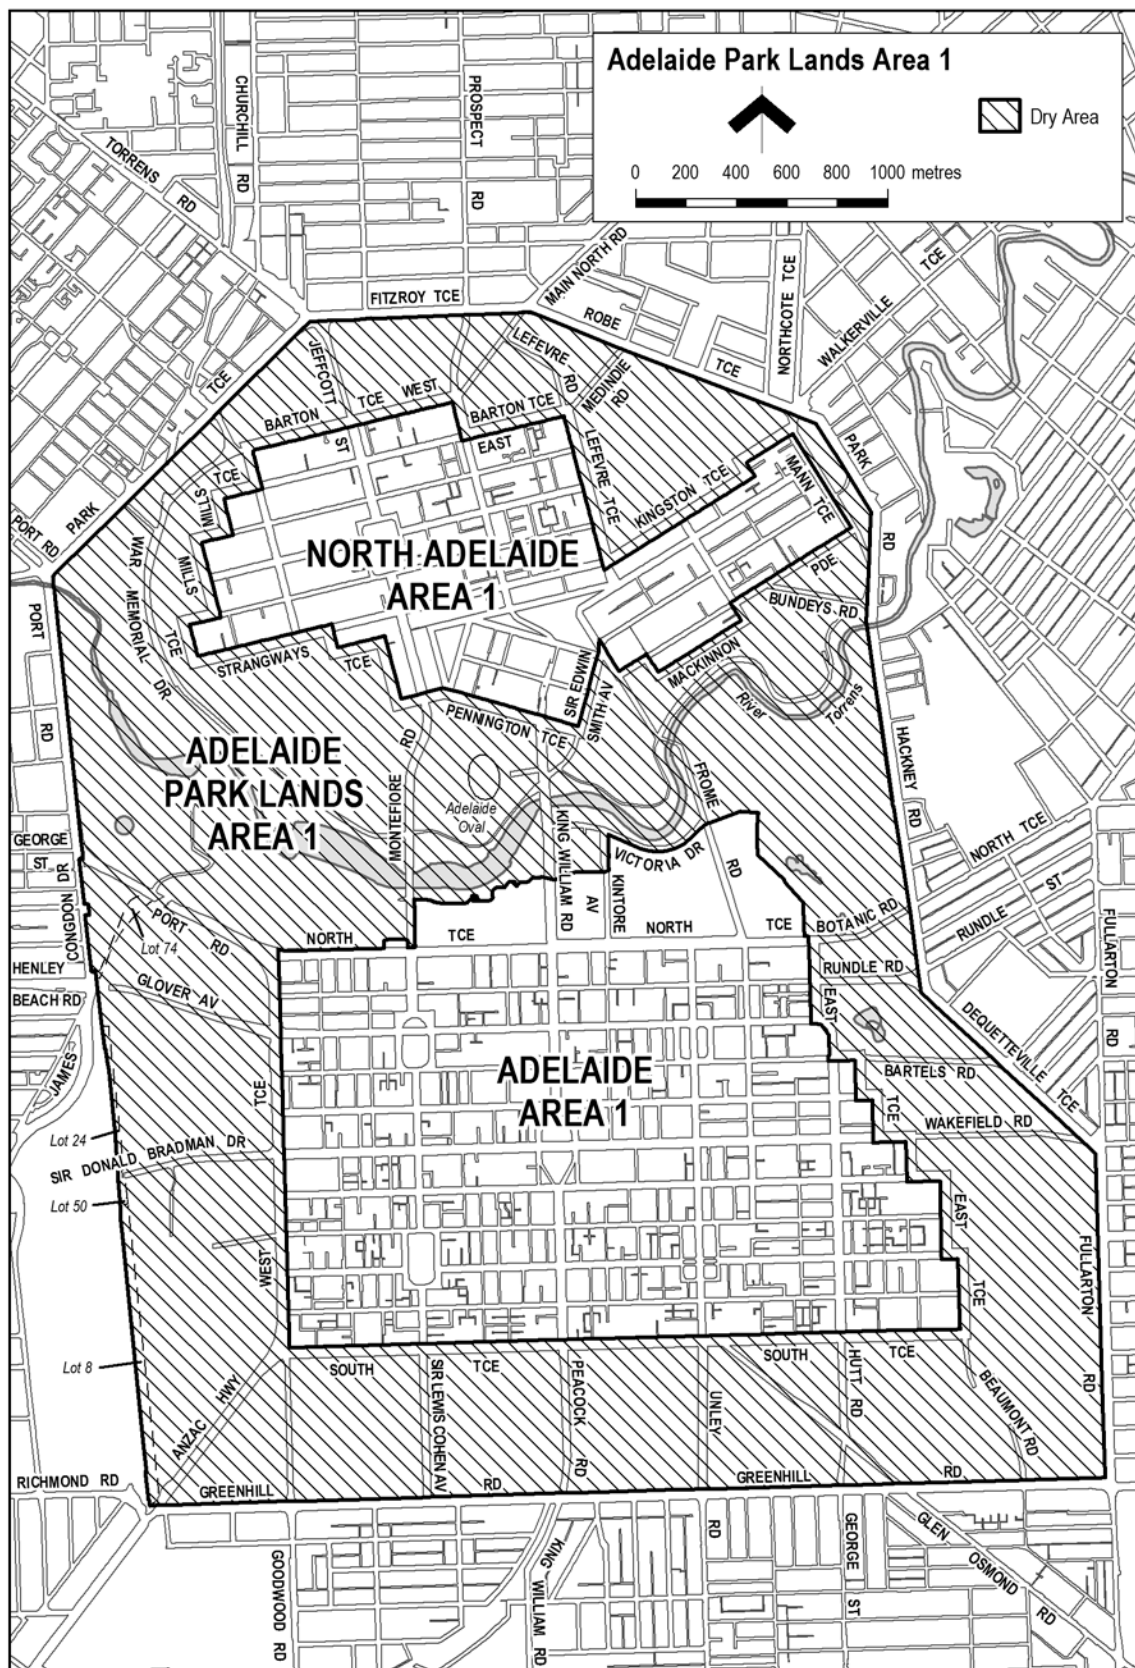 Adelaide Park Lands Area 1
Dry Area
0 200 400 600 800 1000 metres
CHURCHILL RD
PROSPECT RD
TORRENS RD
MAIN NORTH RD
FITZROY TCE
ROBE TCE
NORTHCOTE TCE
WALKERVILLE TCE
JEFFCOTT ST
LEFEVRE RD
MEDINDIE RD
BARTON TCE WEST
BARTON TCE EAST
LEFEVRE TCE
KINGSTON TCE
MANN TCE
PARK RD
PARK TCE
PORT RD
MILLS TCE
MILLS TCE
WAR MEMORIAL DR
NORTH ADELAIDE
AREA 1
PDE
BUNDEYS RD
STRANGWAYS TCE
MACKINNON
SIR EDWIN SMITH AV
PENNINGTON TCE
River Torrens
PORT RD
ADELAIDE
PARK LANDS
AREA 1
MONTEFIORE RD
Adelaide
Oval
FROME RD
HACKNEY RD
KING WILLIAM RD
VICTORIA DR
KINTORE AV
NORTH TCE
RUNDLE ST
GEORGE ST
CONGDON DR
PORT RD
Lot 74
NORTH TCE
NORTH TCE
BOTANIC RD
FULLARTON RD
HENLEY BEACH RD
GLOVER AV
RUNDLE RD
EAST TCE
DEQUETTEVILLE TCE
JAMES
ADELAIDE
AREA 1
BARTELS RD
WAKEFIELD RD
Lot 24
SIR DONALD BRADMAN DR
Lot 50
WEST TCE
EAST TCE
FULLARTON RD
Lot 8
SOUTH TCE
SOUTH TCE
ANZAC HWY
SIR LEWIS COHEN AV
PEACOCK RD
UNLEY RD
HUTT RD
BEAUMONT RD
RICHMOND RD
GREENHILL RD
GREENHILL RD
GOODWOOD RD
KING WILLIAM RD
GEORGE ST
GLEN OSMOND RD